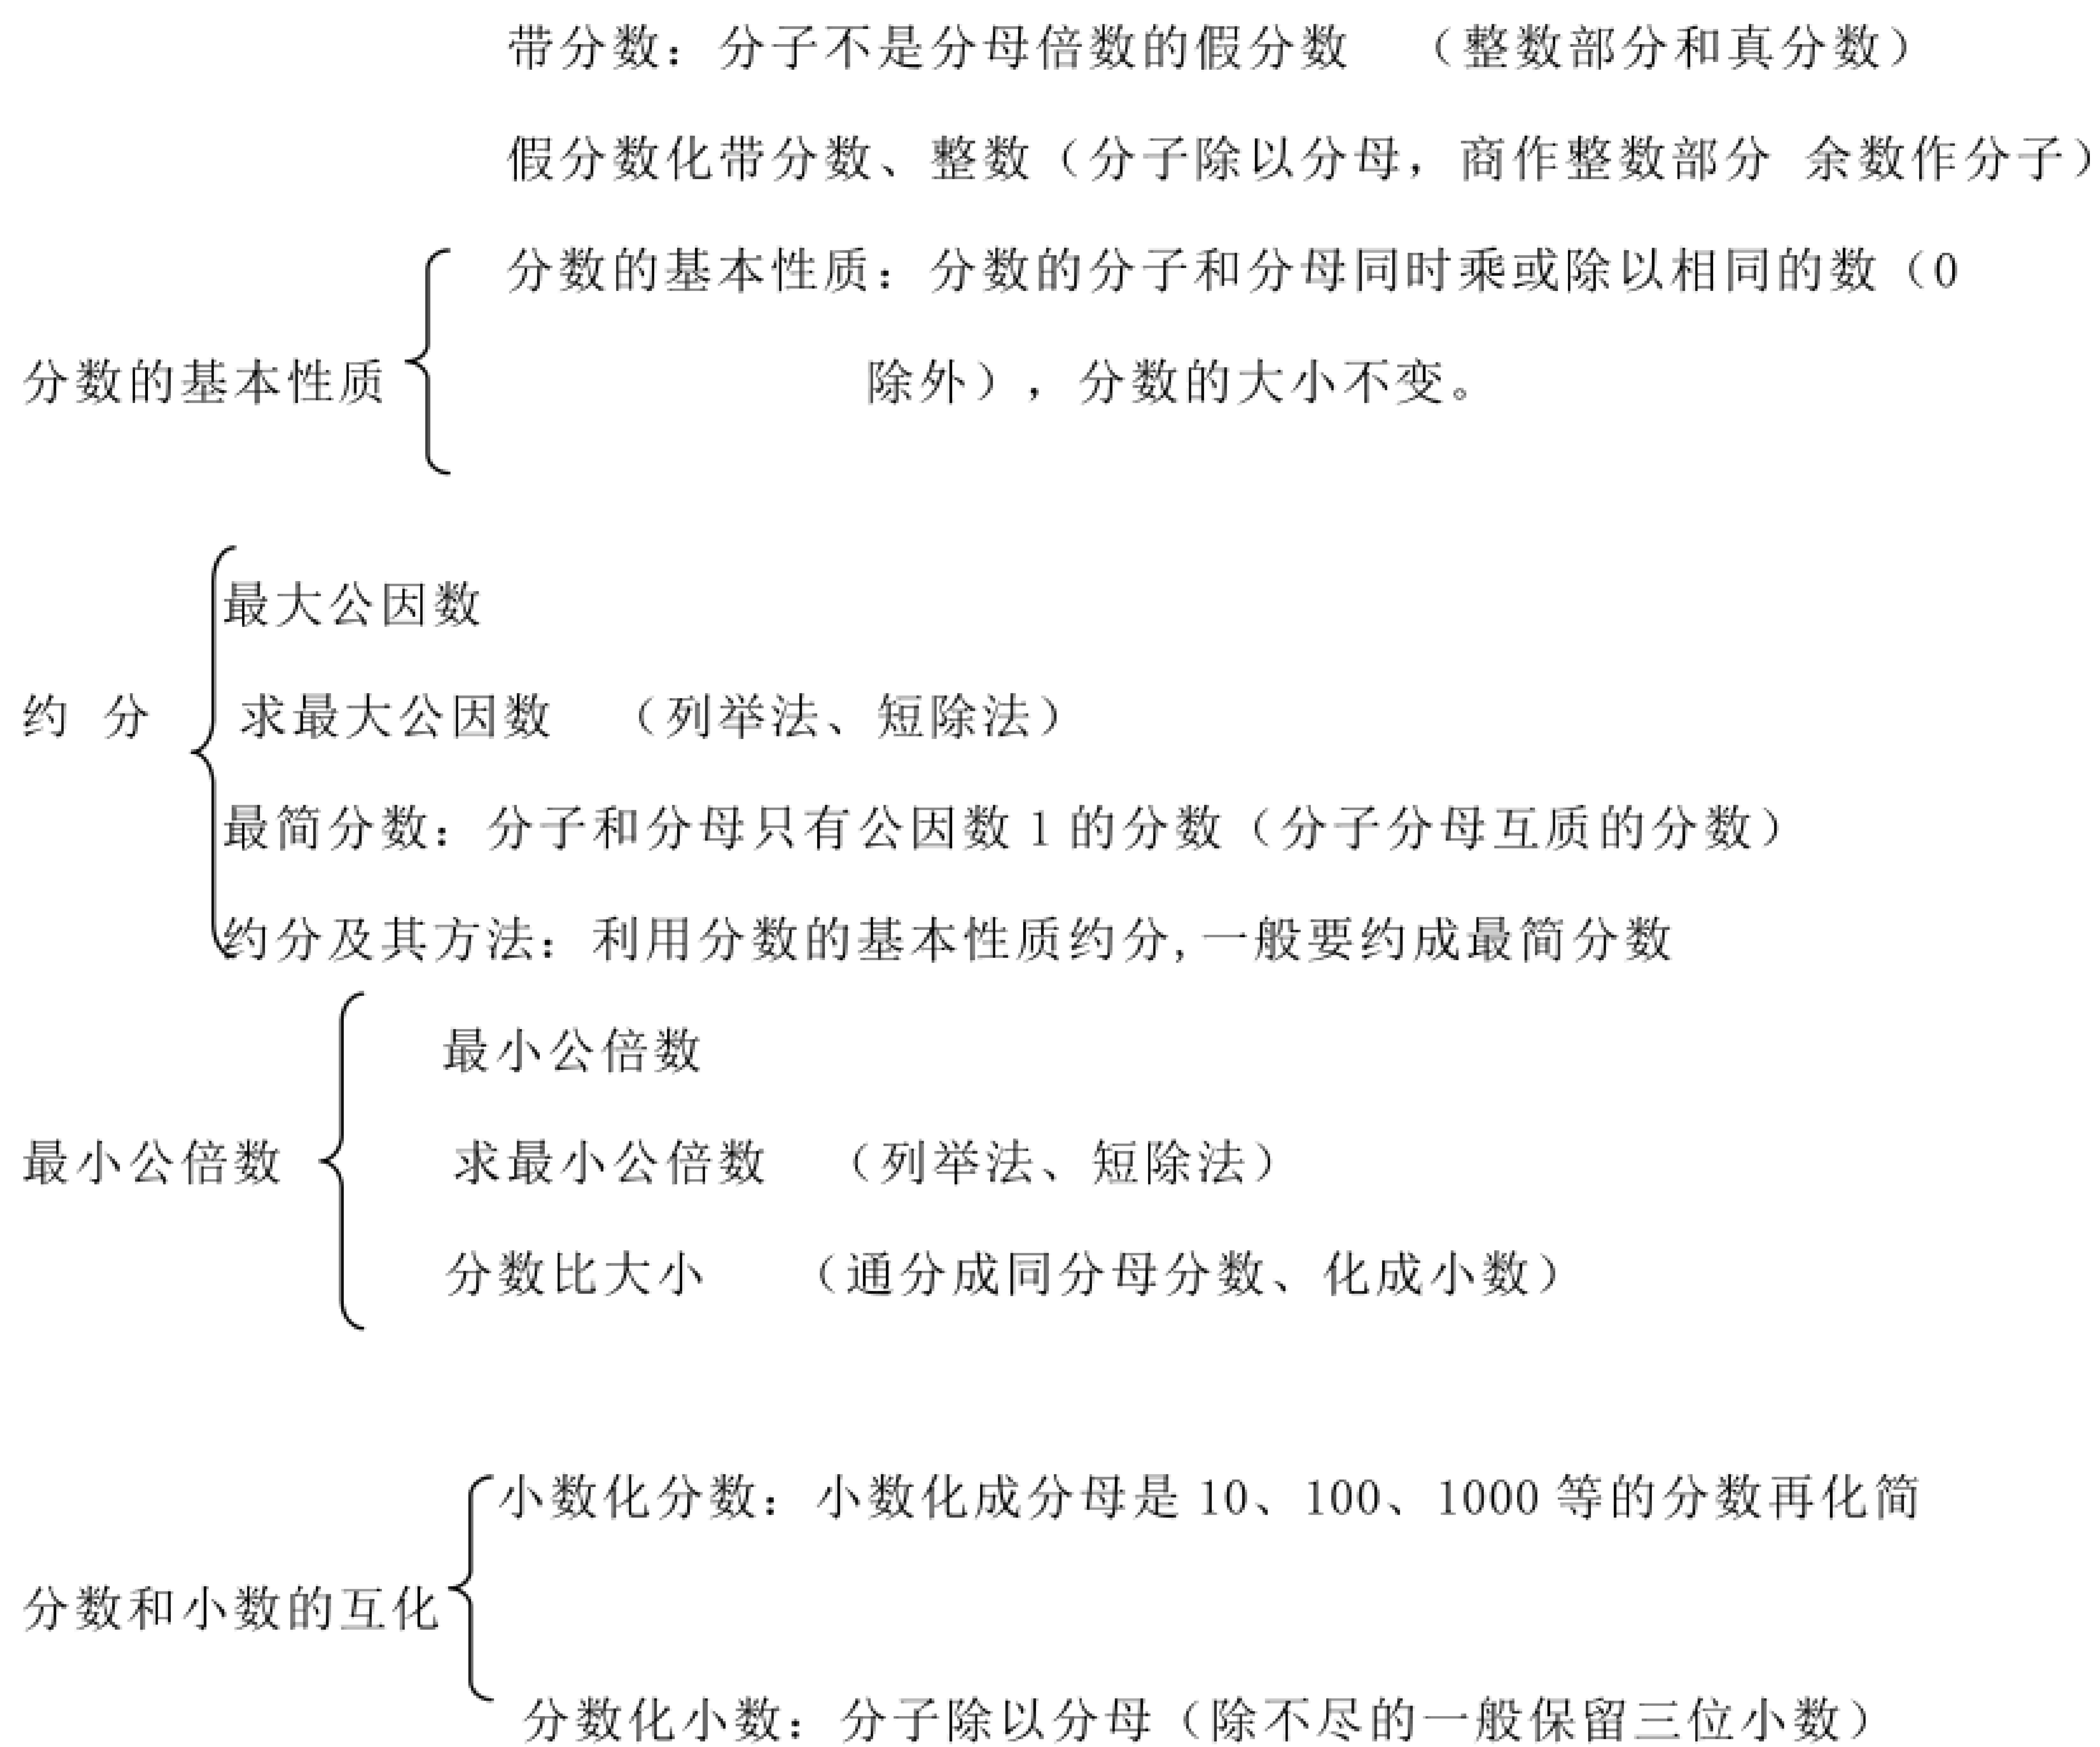 带分数：分子不是分母倍数的假分数 （整数部分和真分数）
假分数化带分数、整数（分子除以分母，商作整数部分 余数作分子）
分数的基本性质：分数的分子和分母同时乘或除以相同的数（0
分数的基本性质
除外），分数的大小不变。
最大公因数
约 分
求最大公因数 （列举法、短除法）
最简分数：分子和分母只有公因数 1 的分数（分子分母互质的分数）
约分及其方法：利用分数的基本性质约分,一般要约成最简分数
最小公倍数
最小公倍数
求最小公倍数 （列举法、短除法）
分数比大小 （通分成同分母分数、化成小数）
小数化分数：小数化成分母是 10、100、1000 等的分数再化简
分数和小数的互化
分数化小数：分子除以分母（除不尽的一般保留三位小数）